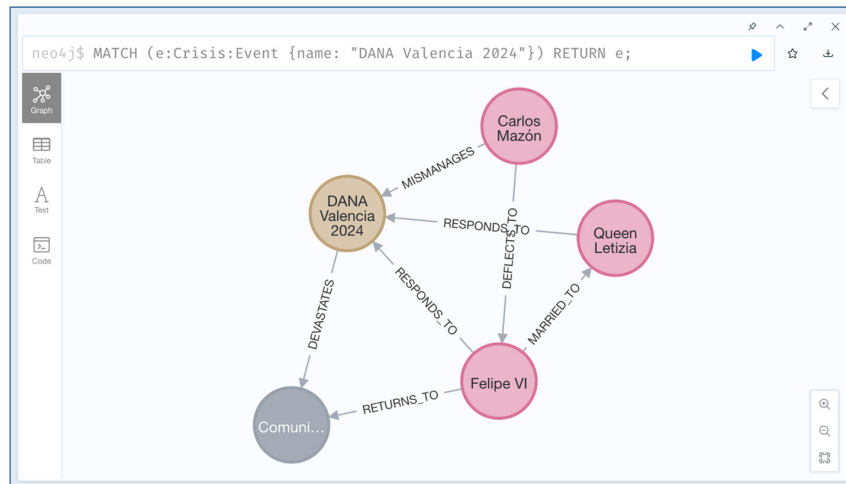 neo4j$ MATCH (e:Crisis:Event {name: "DANA Valencia 2024"}) RETURN e;
Graph
Table
A
Text
Code
Carlos
Mazón
MISMANAGES
DANA
Valencia
2024
RESPONDS_TO
DEFLECTS_TO
Queen
Letizia
DEVASTATES
RESPONDS_TO
MARRIED_TO
Felipe VI
RETURNS_TO
Comuni...